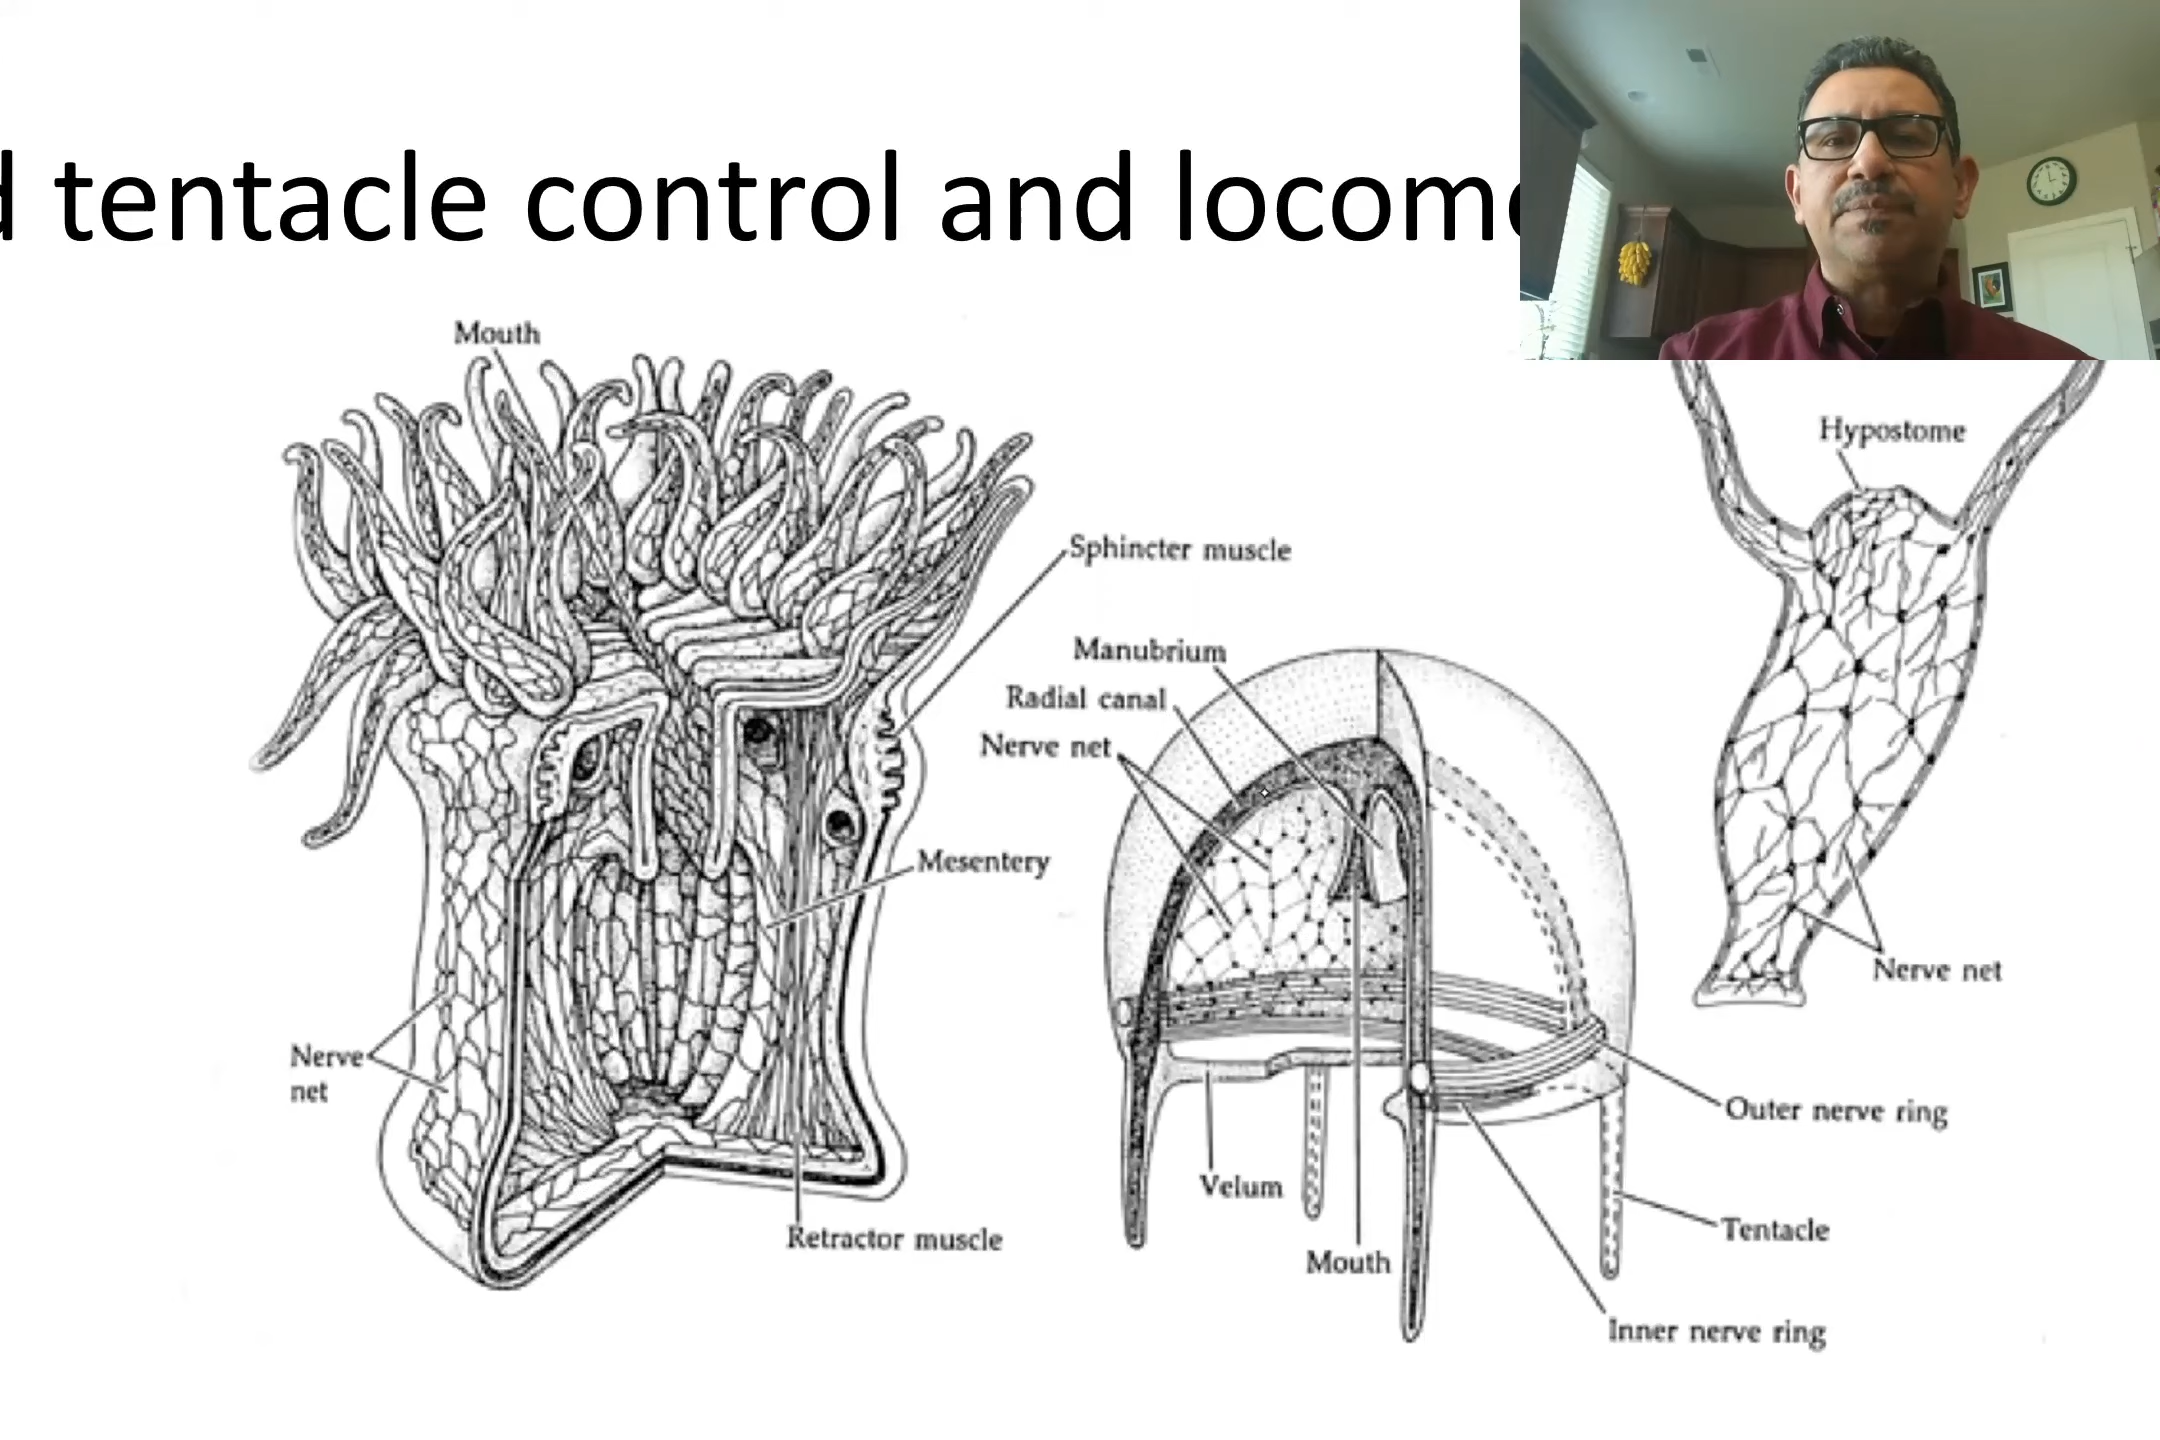 d tentacle control and locomo
Mouth
Hypostome
Sphincter muscle
Manubrium
Radial canal
Nerve net
Mesentery
Nerve net
Nerve
net
Outer nerve ring
Velum
Tentacle
Retractor muscle
Mouth
Inner nerve ring